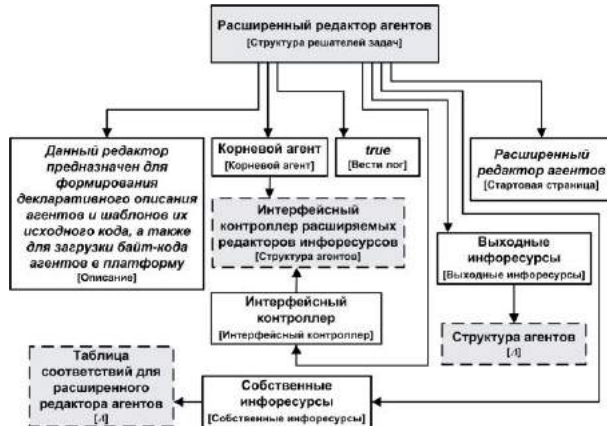 Расширенный редактор агентов
[Структура решателей задач]
Данный редактор
предназначен для
формирования
декларативного описания
агентов и шаблонов их
исходного кода, а также
для загрузки байт-кода
агентов в платформу
[Описание]
Корневой агент
[Корневой агент]
true
[Вести лог]
Расширенный
редактор агентов
[Стартовая страница]
Интерфейсный
контроллер расширяемых
редакторов инфоресурсов
[Структура агентов]
Выходные
инфоресурсы
[Выходные инфоресурсы]
Интерфейсный
контроллер
[Интерфейсный контроллер]
Структура агентов
Таблица
соответствий для
расширенного
редактора агентов
Собственные
инфоресурсы
[Собственные инфоресурсы]